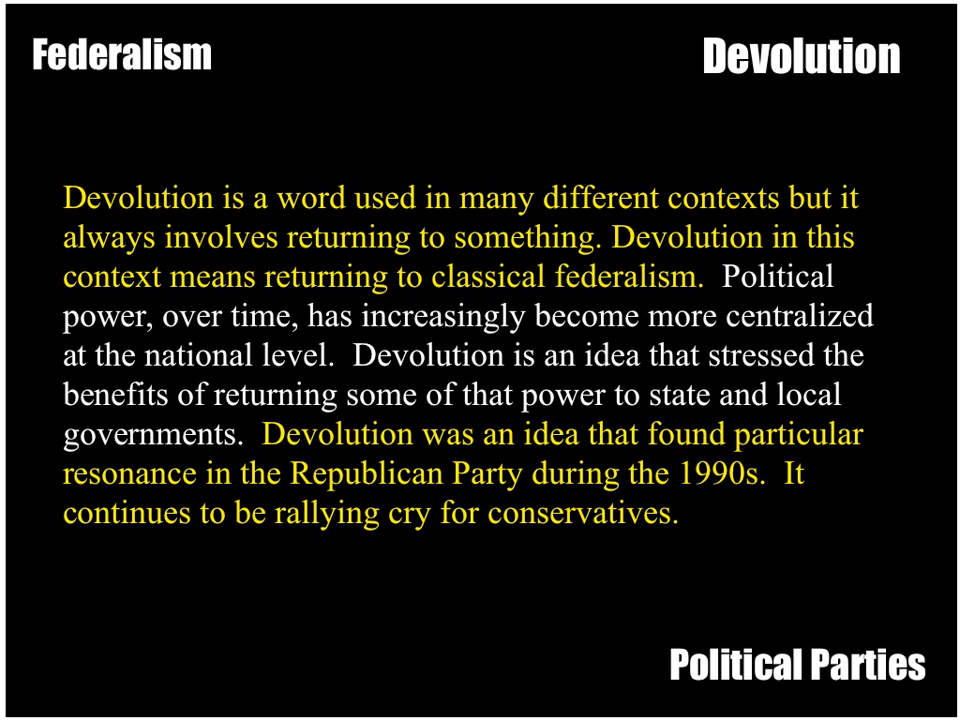 Federalism
Devolution
Devolution is a word used in many different contexts but it
always involves returning to something. Devolution in this
context means returning to classical federalism.  Political
power, over time, has increasingly become more centralized
at the national level.  Devolution is an idea that stressed the
benefits of returning some of that power to state and local
governments.  Devolution was an idea that found particular
resonance in the Republican Party during the 1990s.  It
continues to be rallying cry for conservatives.
Political Parties